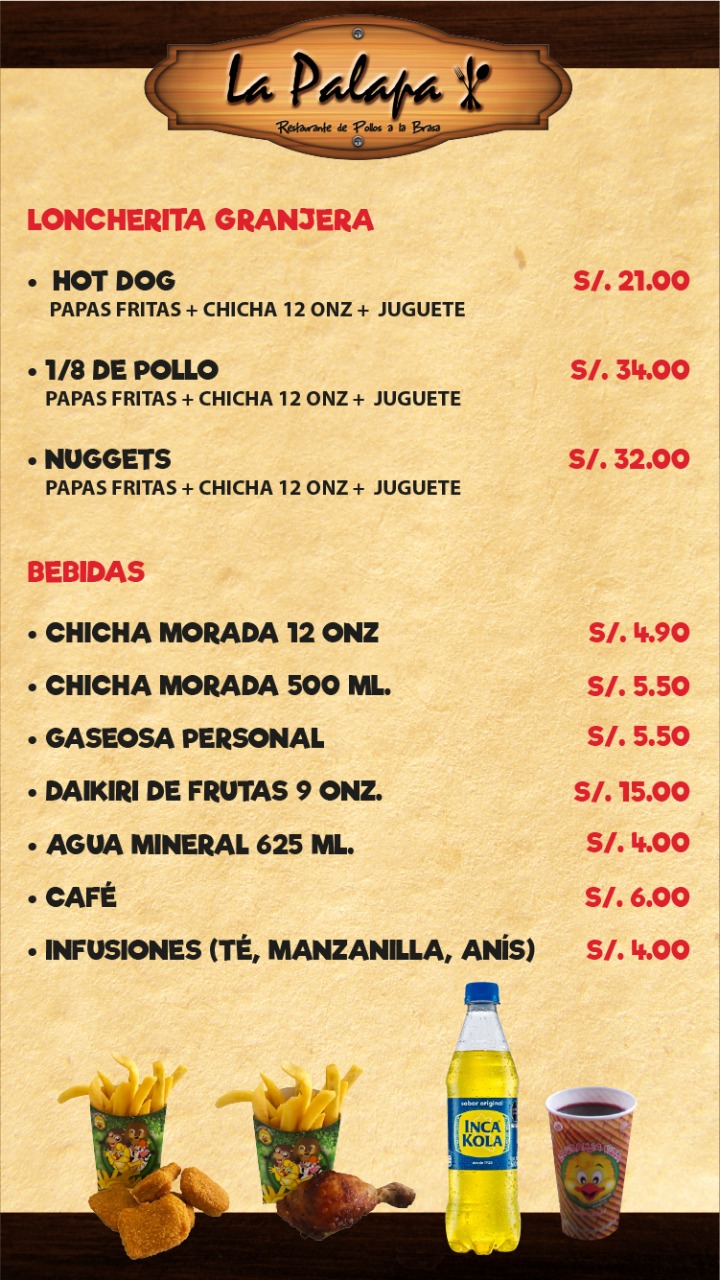 La Palapa
Restaurante de Pollos a la Brasa
LONCHERITA GRANJERA
• HOT DOG S/. 21.00
PAPAS FRITAS + CHICHA 12 ONZ + JUGUETE
• 1/8 DE POLLO S/. 34.00
PAPAS FRITAS + CHICHA 12 ONZ + JUGUETE
• NUGGETS S/. 32.00
PAPAS FRITAS + CHICHA 12 ONZ + JUGUETE
BEBIDAS
• CHICHA MORADA 12 ONZ S/. 4.90
• CHICHA MORADA 500 ML. S/. 5.50
• GASEOSA PERSONAL S/. 5.50
• DAIKIRI DE FRUTAS 9 ONZ. S/. 15.00
• AGUA MINERAL 625 ML. S/. 4.00
• CAFÉ S/. 6.00
• INFUSIONES (TÉ, MANZANILLA, ANÍS) S/. 4.00
sabor original
INCA
KOLA